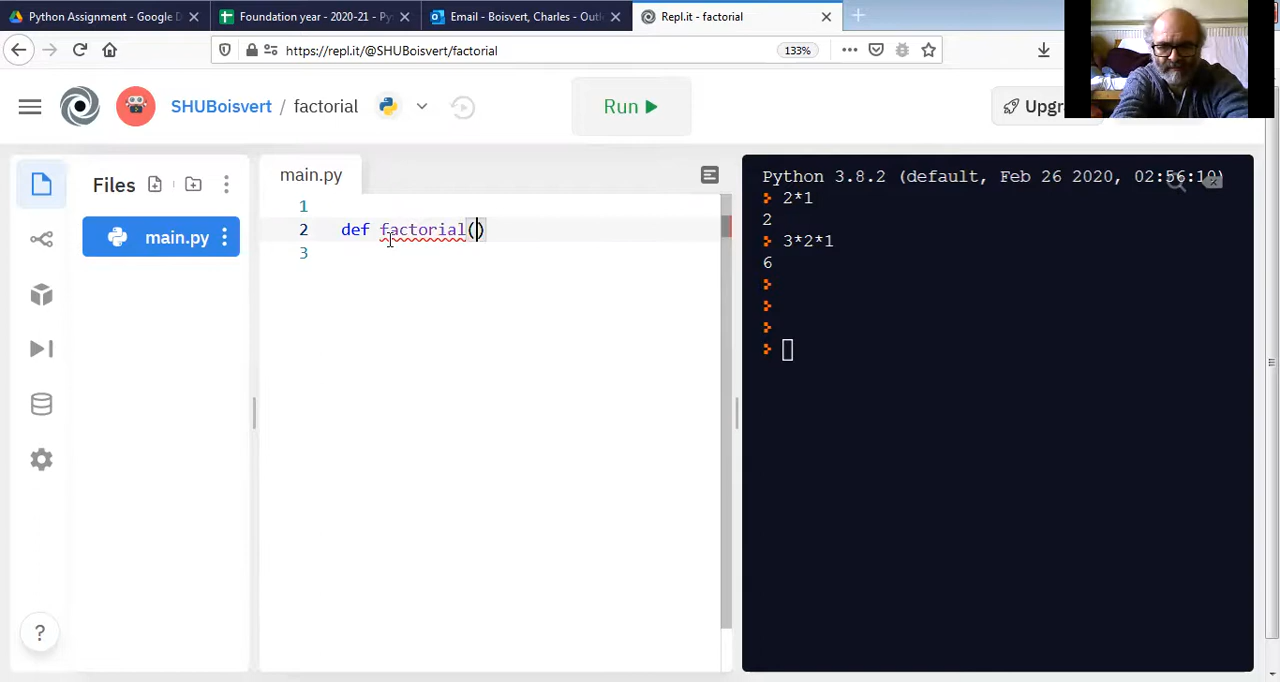 Python Assignment - Google D
Foundation year - 2020-21 - Py
Email - Boisvert, Charles - Outl
Repl.it - factorial
https://repl.it/@SHUBoisvert/factorial
133%
SHUBoisvert / factorial
Run
Upgr
Files
main.py
main.py
1
2 def factorial()
3
Python 3.8.2 (default, Feb 26 2020, 02:56:10)
2*1
2
3*2*1
6
?